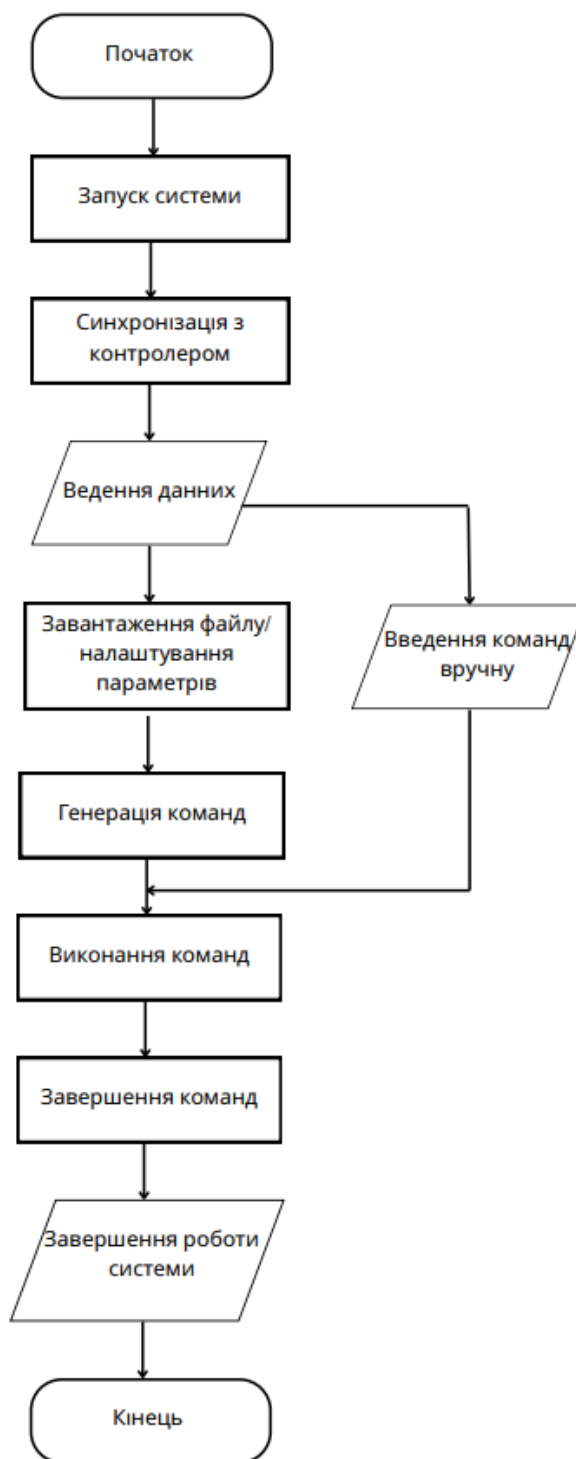 Початок
Запуск системи
Синхронізація з
контролером
Ведення данних
Завантаження файлу/
налаштування
параметрів
Введення команд
вручну
Генерація команд
Виконання команд
Завершення команд
Завершення роботи
системи
Кінець